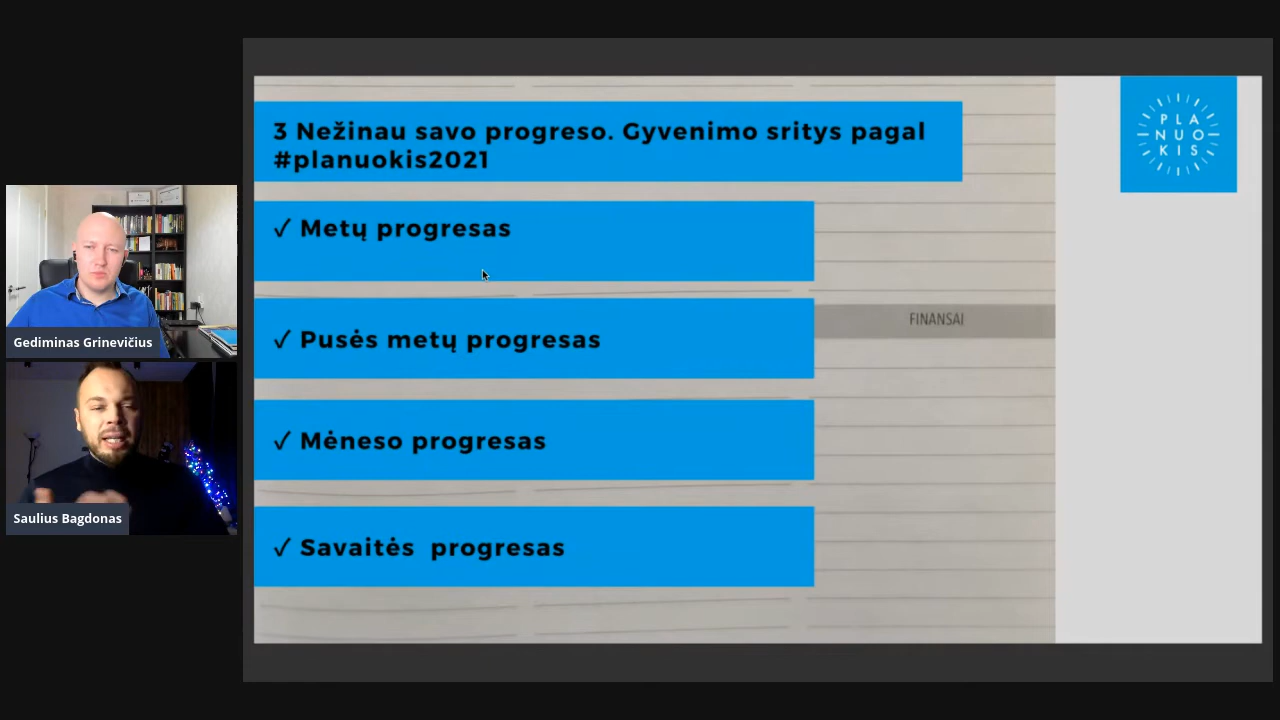 3 Nežinau savo progreso. Gyvenimo sritys pagal
#planuokis2021
PLA
NUO
KIS
✓ Metų progresas
FINANSAI
✓ Pusės metų progresas
✓ Mėneso progresas
✓ Savaitės progresas
Gediminas Grinevičius
Saulius Bagdonas